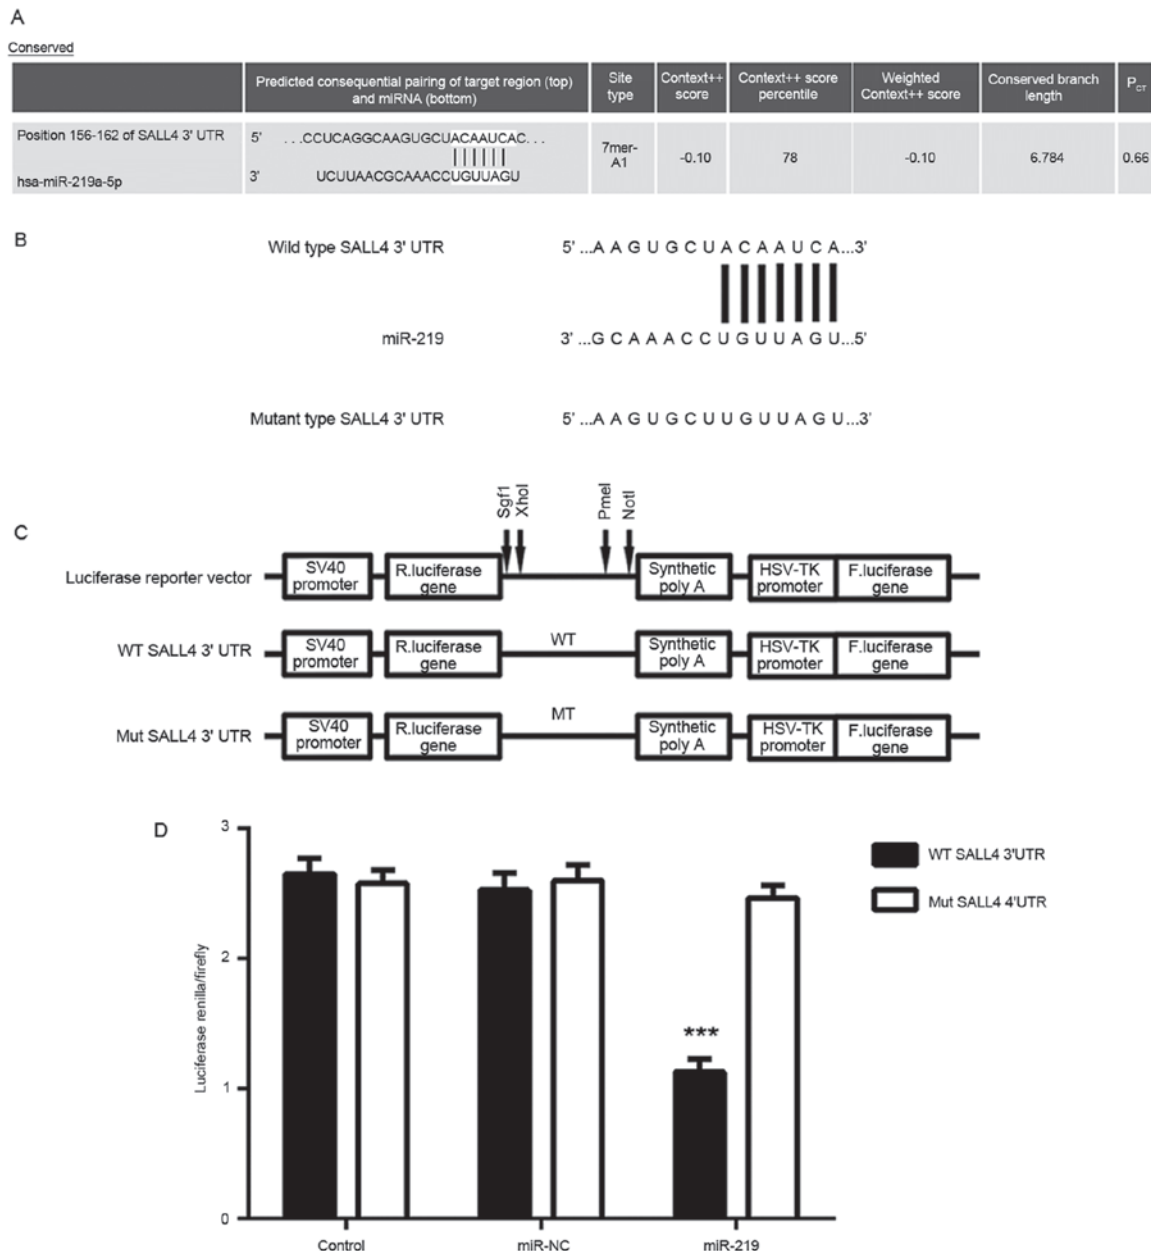 A
Conserved
Predicted consequential pairing of target region (top) and miRNA (bottom)
Site type
Context++ score
Context++ score percentile
Weighted Context++ score
Conserved branch length
PCT
Position 156-162 of SALL4 3' UTR
5' ...CCUCAGGCAAGUGCUACAAUCAC...
hsa-miR-219a-5p
3' UCUUAACGCAAACCUGUUAGU
7mer-A1
-0.10
78
-0.10
6.784
0.66
B
Wild type SALL4 3' UTR
5' ...A A G U G C U A C A A U C A...3'
miR-219
3' ...G C A A A C C U G U U A G U...5'
Mutant type SALL4 3' UTR
5' ...A A G U G C U U G U U A G U...3'
C
Sgf1
XhoI
PmeI
NotI
Luciferase reporter vector
SV40 promoter
R.luciferase gene
Synthetic poly A
HSV-TK promoter
F.luciferase gene
WT SALL4 3' UTR
SV40 promoter
R.luciferase gene
WT
Synthetic poly A
HSV-TK promoter
F.luciferase gene
Mut SALL4 3' UTR
SV40 promoter
R.luciferase gene
MT
Synthetic poly A
HSV-TK promoter
F.luciferase gene
D
Luciferase renilla/firefly
3
2
1
0
***
Control
miR-NC
miR-219
WT SALL4 3'UTR
Mut SALL4 4'UTR